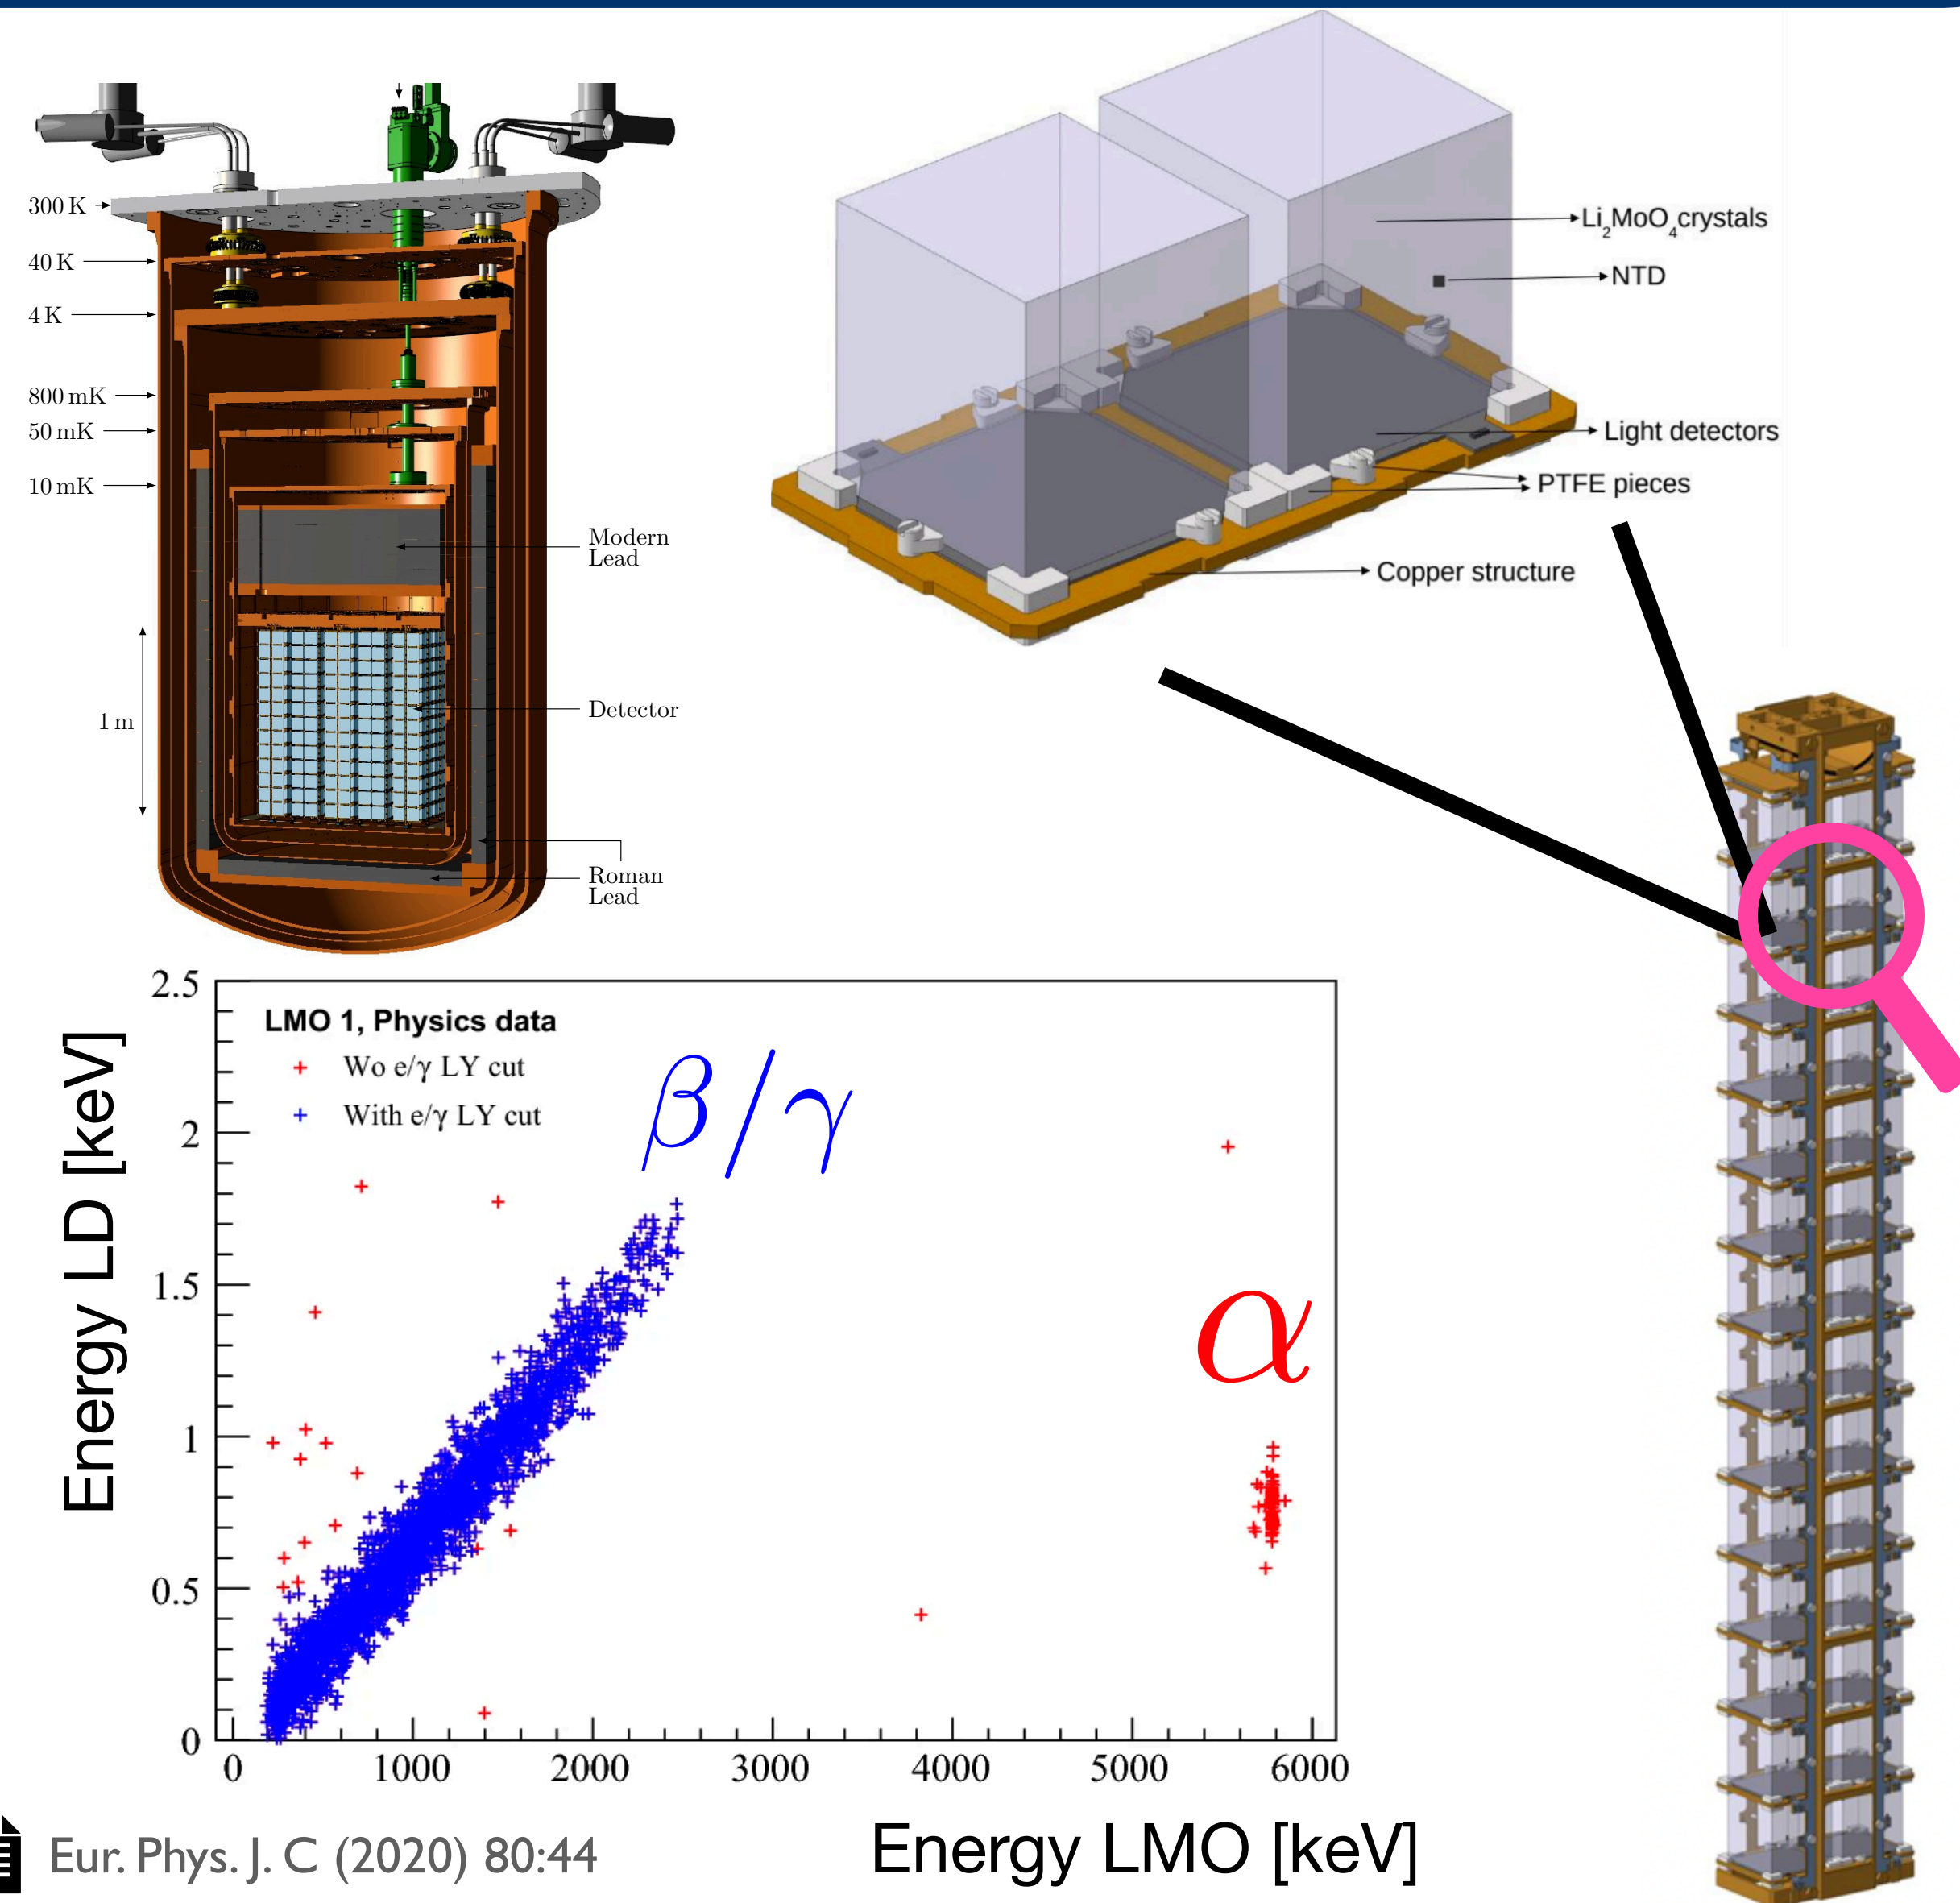 300 K
40 K
4 K
800 mK
50 mK
10 mK
1 m
Modern
Lead
Detector
Roman
Lead
Li₂MoO₄crystals
NTD
Light detectors
PTFE pieces
Copper structure
Energy LD [keV]
2.5
2
1.5
1
0.5
0
LMO 1, Physics data
+ Wo e/γ LY cut
+ With e/γ LY cut
β/γ
α
0 1000 2000 3000 4000 5000 6000
Energy LMO [keV]
Eur. Phys. J. C (2020) 80:44